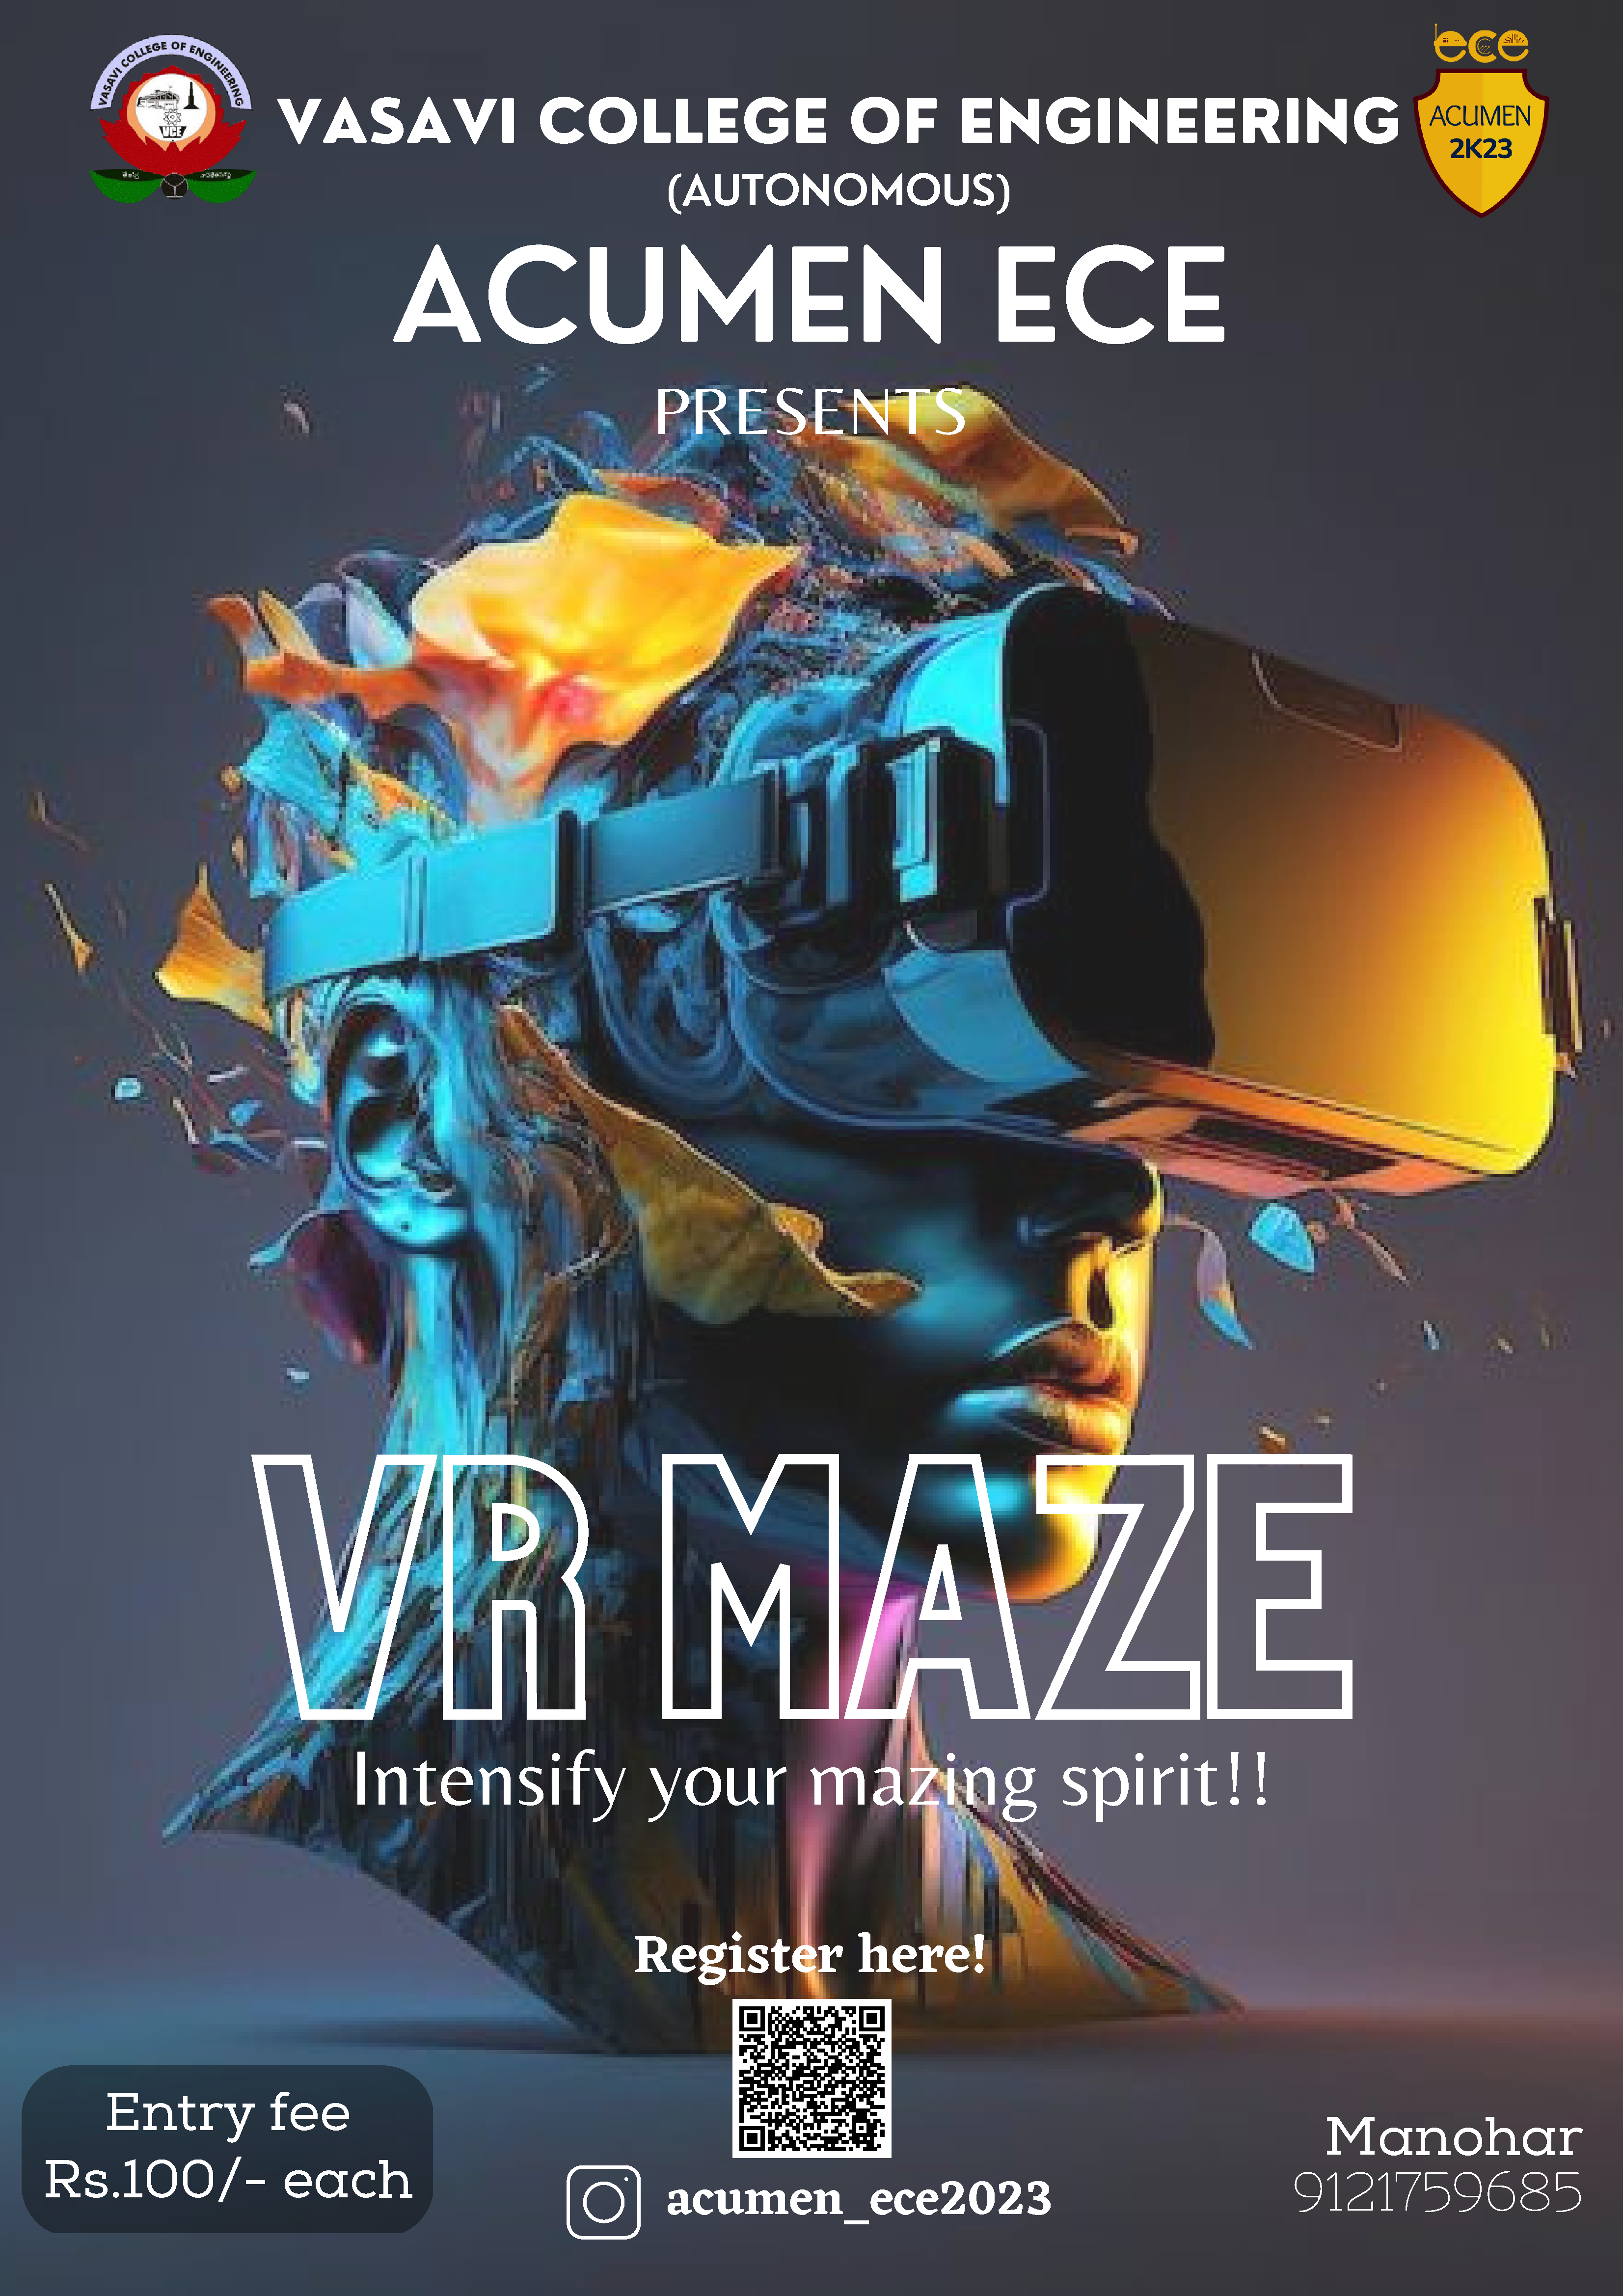 VASAVI COLLEGE OF ENGINEERING
VCE
ece
ACUMEN
2K23
VASAVI COLLEGE OF ENGINEERING
(AUTONOMOUS)
ACUMEN ECE
PRESENTS
VR MAZE
Intensify your mazing spirit!!
Register here!
Entry fee
Rs.100/- each
acumen_ece2023
Manohar
9121759685